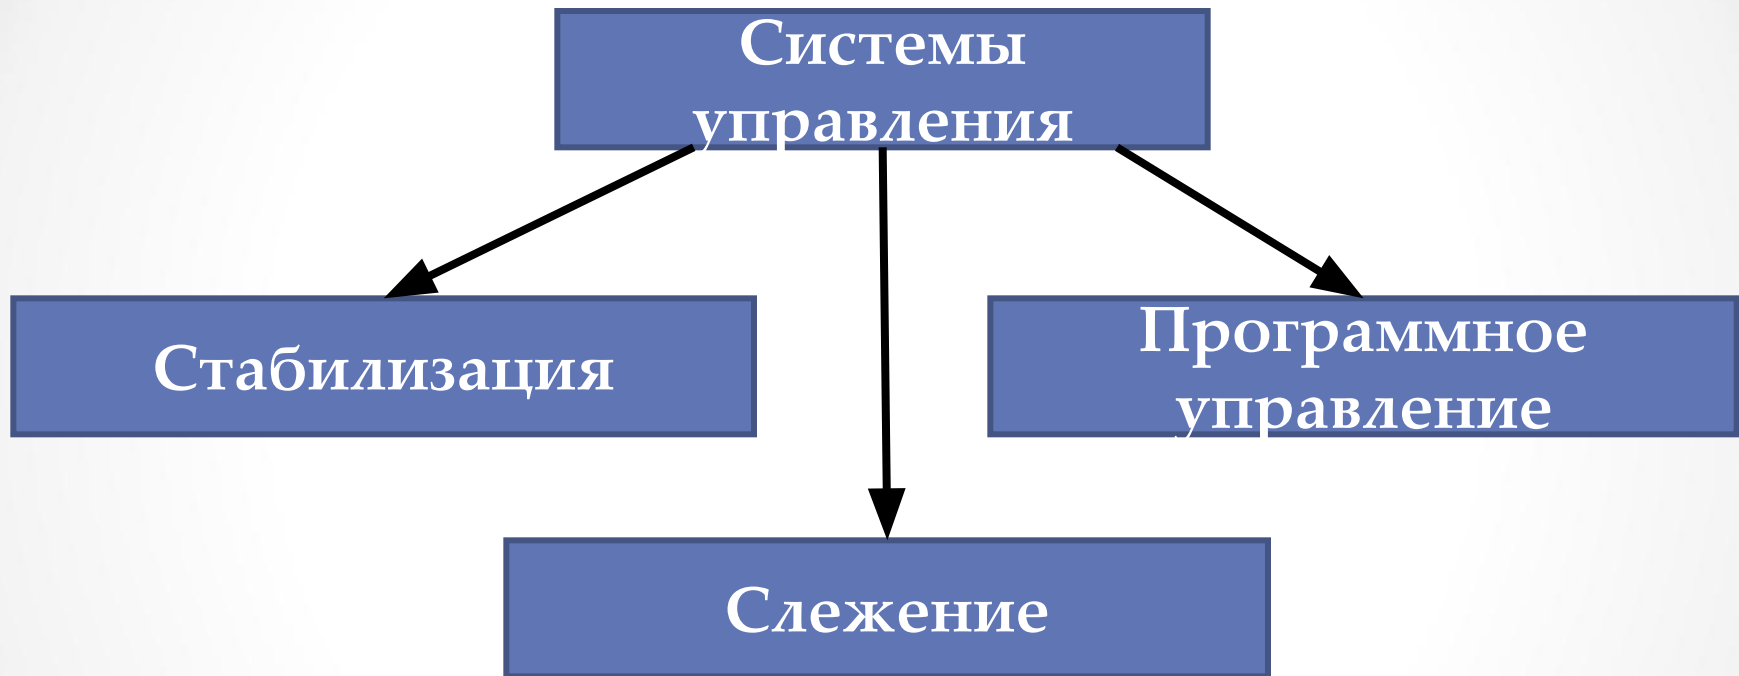 Системы
управления
Стабилизация
Программное
управление
Слежение